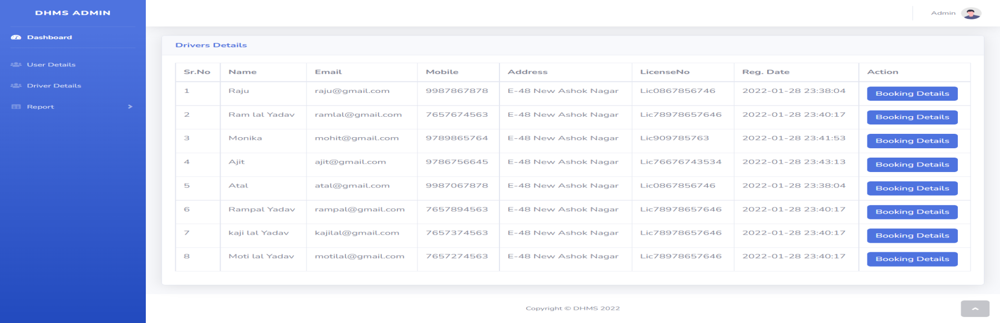 DHMS ADMIN
Admin
Dashboard
User Details
Driver Details
Report
Drivers Details
Sr.No Name Email Mobile Address LicenseNo Reg. Date Action
1 Raju raju@gmail.com 9987867878 E-48 New Ashok Nagar Lic0867856746 2022-01-28 23:38:04 Booking Details
2 Ram lal Yadav ramlal@gmail.com 7657674563 E-48 New Ashok Nagar Lic78978657646 2022-01-28 23:40:17 Booking Details
3 Monika mohit@gmail.com 9789865764 E-48 New Ashok Nagar Lic909785763 2022-01-28 23:41:53 Booking Details
4 Ajit ajit@gmail.com 9786756645 E-48 New Ashok Nagar Lic76676743534 2022-01-28 23:43:13 Booking Details
5 Atal atal@gmail.com 9987067878 E-48 New Ashok Nagar Lic0867856746 2022-01-28 23:38:04 Booking Details
6 Rampal Yadav rampal@gmail.com 7657894563 E-48 New Ashok Nagar Lic78978657646 2022-01-28 23:40:17 Booking Details
7 kaji lal Yadav kajilal@gmail.com 7657374563 E-48 New Ashok Nagar Lic78978657646 2022-01-28 23:40:17 Booking Details
8 Moti lal Yadav motilal@gmail.com 7657274563 E-48 New Ashok Nagar Lic78978657646 2022-01-28 23:40:17 Booking Details
Copyright © DHMS 2022